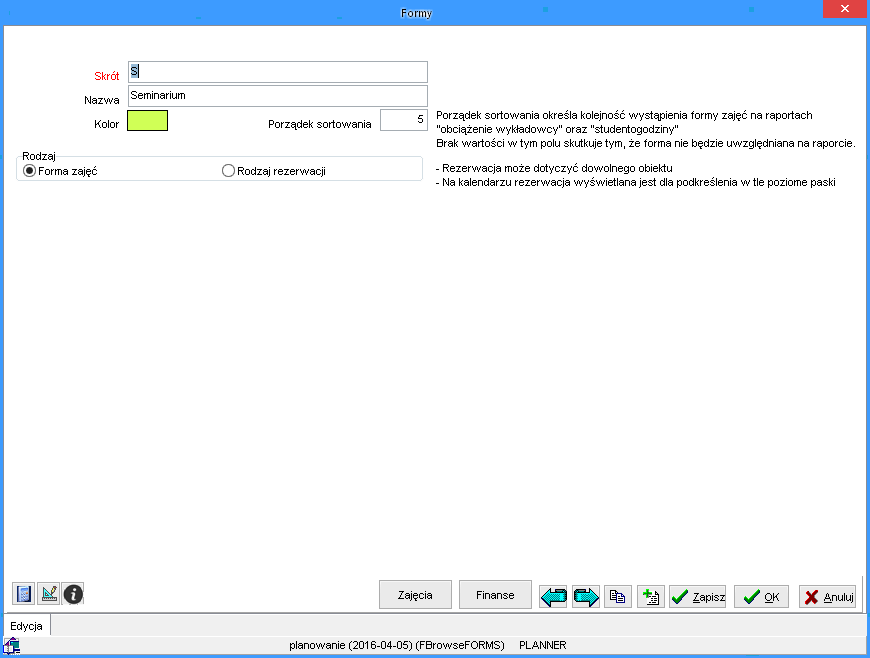 Formy
Skrót S
Nazwa Seminarium
Kolor
Porządek sortowania 5
Porządek sortowania określa kolejność wystąpienia formy zajęć na raportach
"obciążenie wykładowcy" oraz "studentogodziny"
Brak wartości w tym polu skutkuje tym, że forma nie będzie uwzględniana na raporcie.
Rodzaj
Forma zajęć
Rodzaj rezerwacji
- Rezerwacja może dotyczyć dowolnego obiektu
- Na kalendarzu rezerwacja wyświetlana jest dla podkreślenia w tle poziome paski
Zajęcia
Finanse
Zapisz
OK
Anuluj
Edycja
planowanie (2016-04-05) (FBrowseFORMS) PLANNER